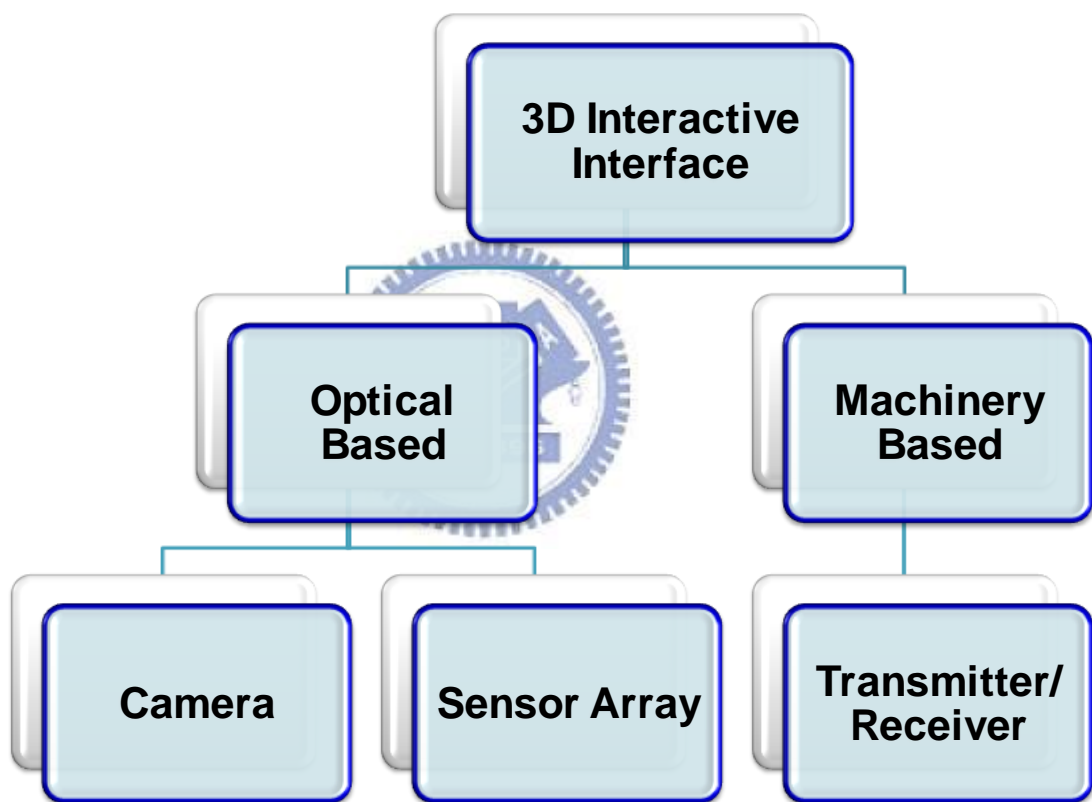 3D Interactive
Interface
Optical
Based
Machinery
Based
Camera
Sensor Array
Transmitter/
Receiver